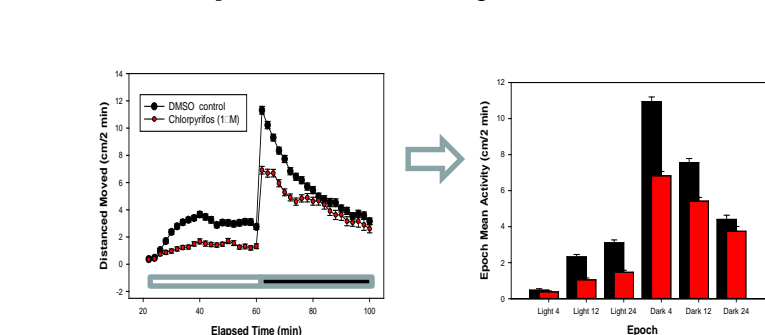 14
12
10
8
6
4
2
0
-2
Distanced Moved (cm/2 min)
DMSO control
Chlorpyrifos (1□M)
20 40 60 80 100
Elapsed Time (min)
12
10
8
6
4
2
0
Epoch Mean Activity (cm/2 min)
Light 4 Light 12 Light 24 Dark 4 Dark 12 Dark 24
Epoch